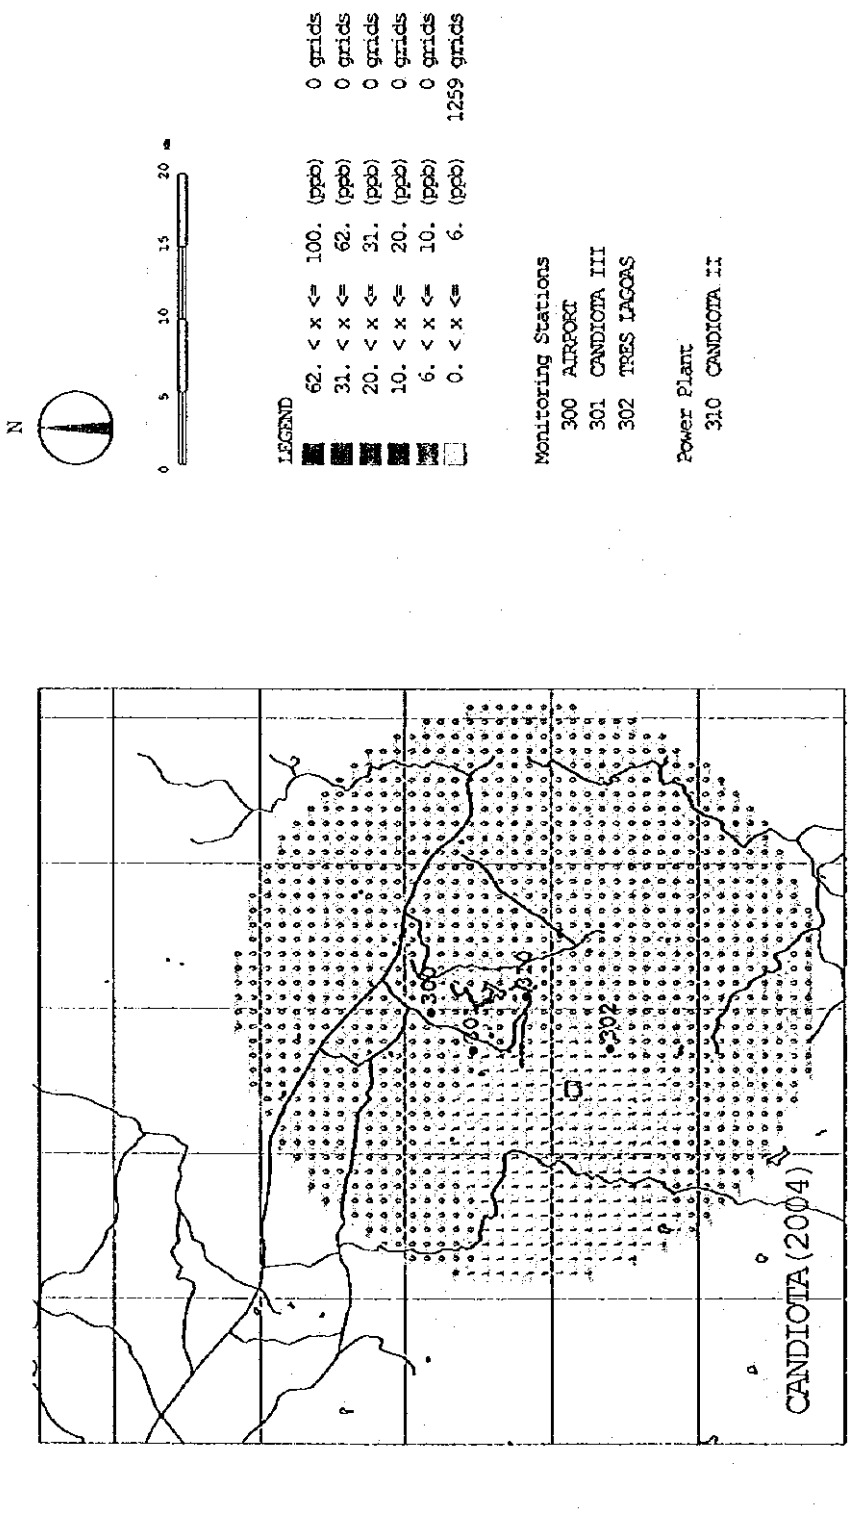 N
0 5 10 15 20
LEGEND
62. < x <= 100. (ppb) 0 grids
31. < x <= 62. (ppb) 0 grids
20. < x <= 31. (ppb) 0 grids
10. < x <= 20. (ppb) 0 grids
6. < x <= 10. (ppb) 0 grids
0. < x <= 6. (ppb) 1259 grids
Monitoring Stations
300 AIRPORT
301 CANDIOTA III
302 TRES LAGOAS
Power Plant
310 CANDIOTA II
300
301
310
302
CANDIOTA(2004)